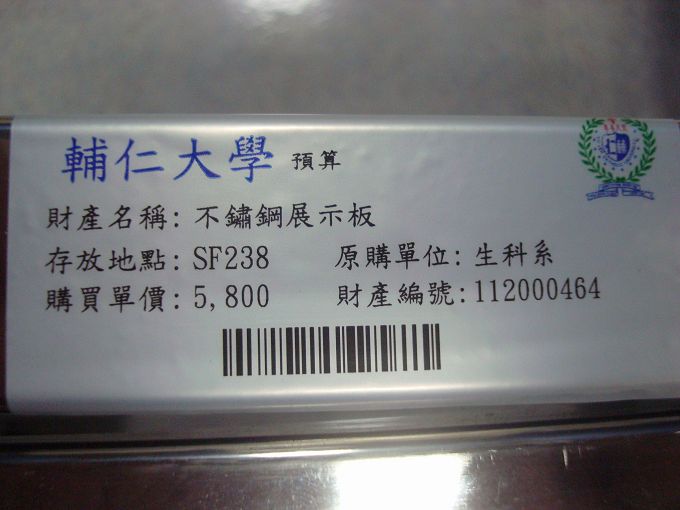 輔仁大學 預算
財產名稱: 不鏽鋼展示板
存放地點: SF238 原購單位: 生科系
購買單價: 5,800 財產編號: 112000464